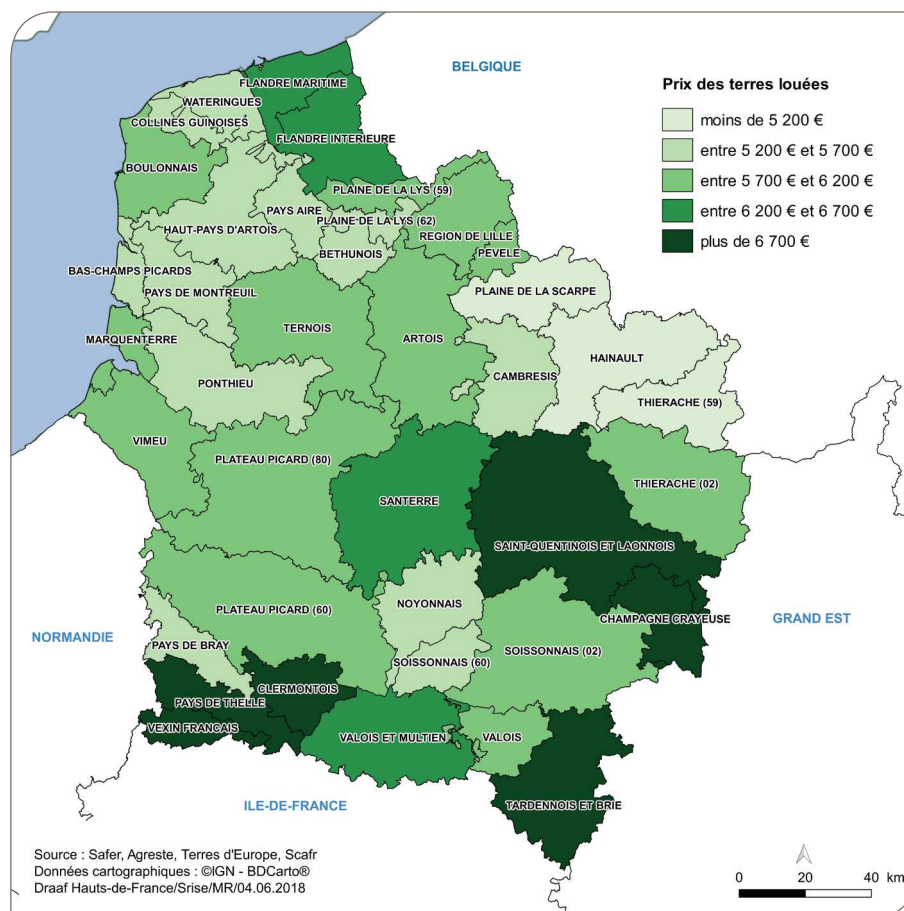 BELGIQUE
FLANDRE MARITIME
Prix des terres louées
WATERINGUES
moins de 5 200 €
COLLINES GUINOISES
FLANDRE INTERIEURE
entre 5 200 € et 5 700 €
BOULONNAIS
entre 5 700 € et 6 200 €
PLAINE DE LA LYS (59)
entre 6 200 € et 6 700 €
PAYS AIRE
PLAINE DE LA LYS (62)
HAUT-PAYS D'ARTOIS
REGION DE LILLE
plus de 6 700 €
BETHUNOIS
PEVELE
BAS-CHAMPS PICARDS
PAYS DE MONTREUIL
PLAINE DE LA SCARPE
TERNOIS
MARQUENTERRE
ARTOIS
HAINAULT
PONTHIEU
CAMBRESIS
THIERACHE (59)
VIMEU
PLATEAU PICARD (80)
THIERACHE (02)
SANTERRE
SAINT-QUENTINOIS ET LAONNOIS
NOYONNAIS
PLATEAU PICARD (60)
CHAMPAGNE CRAYEUSE
GRAND EST
NORMANDIE
PAYS DE BRAY
SOISSONNAIS (02)
SOISSONNAIS (60)
CLERMONTOIS
PAYS DE THELLE
VEXIN FRANCAIS
VALOIS ET MULTIEN
VALOIS
ILE-DE-FRANCE
TARDENNOIS ET BRIE
Source : Safer, Agreste, Terres d'Europe, Scafr
Données cartographiques : ©IGN - BDCarto®
Draaf Hauts-de-France/Srise/MR/04.06.2018
0 20 40 km